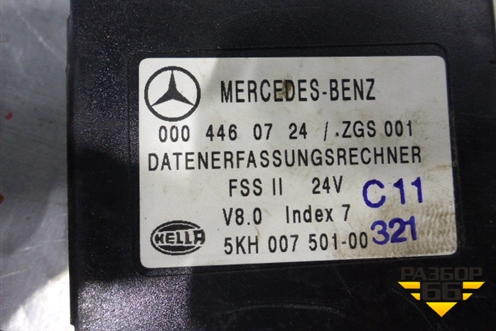 MERCEDES-BENZ
000 446 07 24 / .ZGS 001
DATENERFASSUNGSRECHNER
FSS II 24V
C 11
V8.0 Index 7
321
HELLA
5KH 007 501-00
РАЗБОР
66